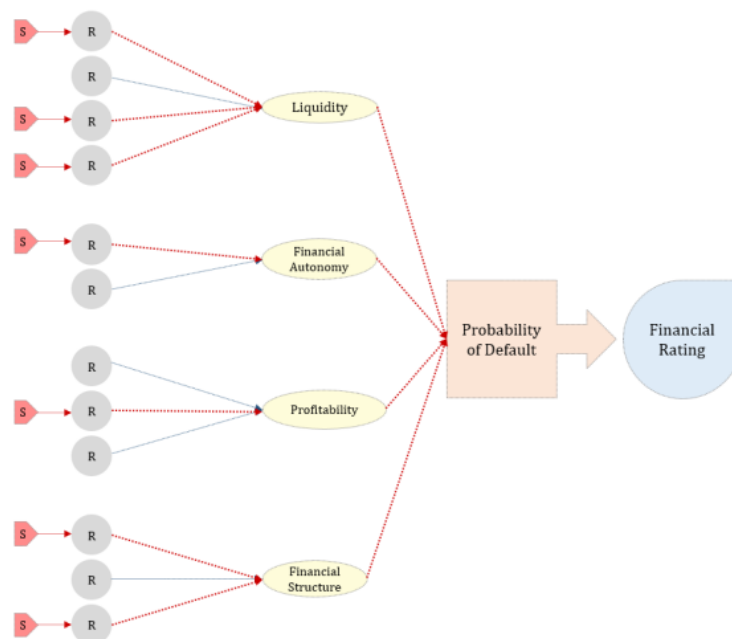 S R
R
S R
S R
Liquidity
S R
R
Financial
Autonomy
R
S R
R
Profitability
S R
R
S R
Financial
Structure
Probability
of Default
Financial
Rating